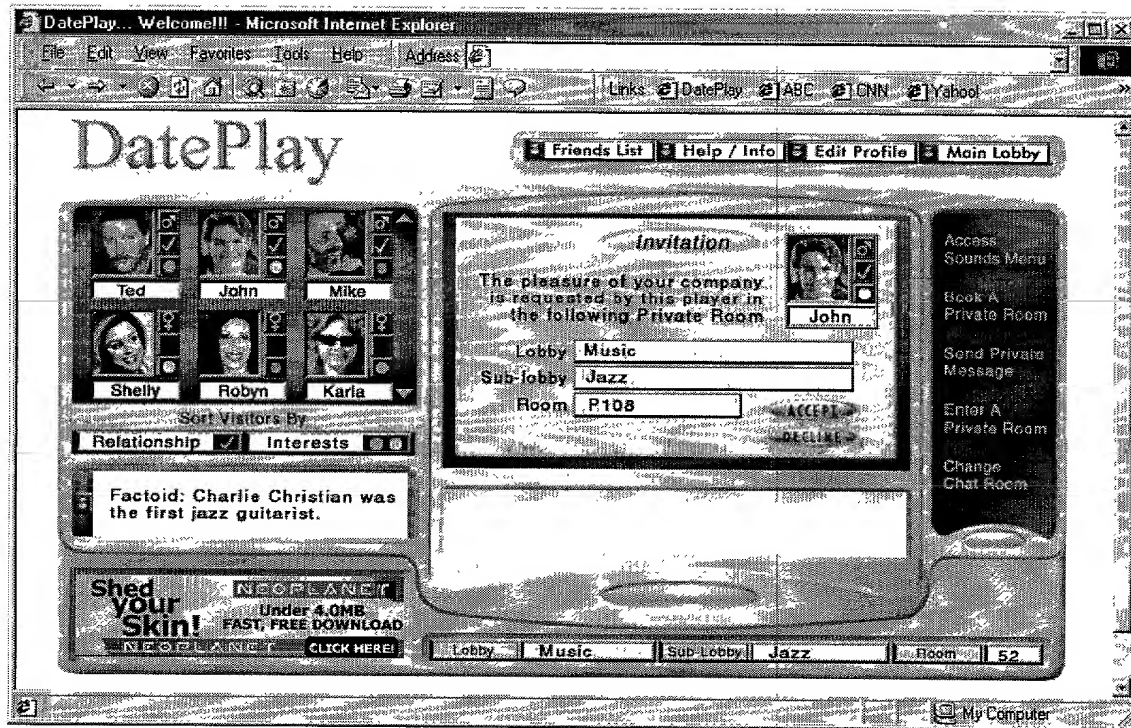 DatePlay... Welcome!!! - Microsoft Internet Explorer
File Edit View Favorites Tools Help Address
Links DatePlay ABC CNN Yahoo! »
DatePlay
Friends List Help / Info Edit Profile Main Lobby
Ted John Mike
Shelly Robyn Karla
Sort Visitors By
Relationship Interests
Factoid: Charlie Christian was
the first jazz guitarist.
Shed
your
Skin!
NEOPLANET
Under 4.0MB
FAST, FREE DOWNLOAD
NEOPLANET CLICK HERE!
Invitation
The pleasure of your company
is requested by this player in
the following Private Room
John
Lobby Music
Sub-lobby Jazz
Room P108
ACCEPT
DECLINE
Access
Sounds Menu
Book A
Private Room
Send Private
Message
Enter A
Private Room
Change
Chat Room
Lobby Music Sub-Lobby Jazz Room 52
My Computer